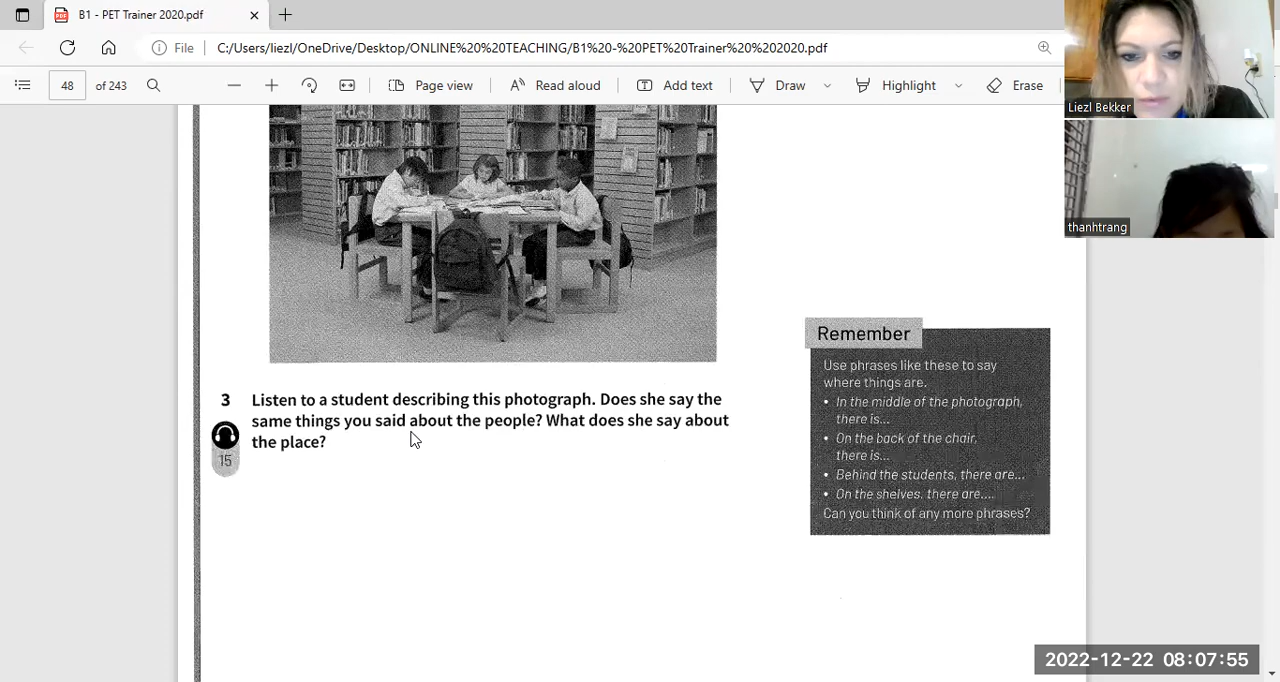 B1 - PET Trainer 2020.pdf
File
C:/Users/liezl/OneDrive/Desktop/ONLINE%20%20TEACHING/B1%20-%20PET%20Trainer%20%202020.pdf
48 of 243
Page view
Read aloud
Add text
Draw
Highlight
Erase
Liezl Bekker
thanhtrang
3 Listen to a student describing this photograph. Does she say the
same things you said about the people? What does she say about
the place?
15
Remember
Use phrases like these to say
where things are.
• In the middle of the photograph,
there is...
• On the back of the chair,
there is...
• Behind the students, there are...
• On the shelves, there are....
Can you think of any more phrases?
2022-12-22 08:07:55